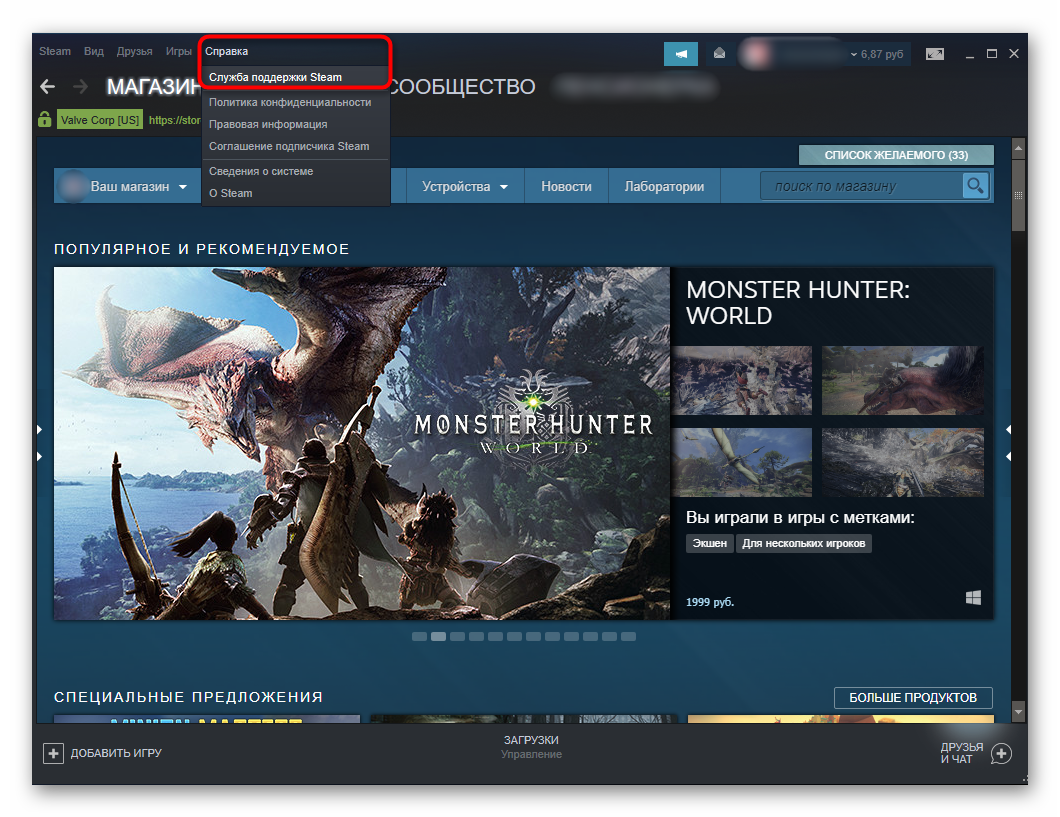 Steam Вид Друзья Игры Справка
6,87 руб
Служба поддержки Steam
МАГАЗИН СООБЩЕСТВО
Политика конфиденциальности
Valve Corp [US] https://stor
Правовая информация
Соглашение подписчика Steam
Сведения о системе
О Steam
СПИСОК ЖЕЛАЕМОГО (33)
Ваш магазин Устройства Новости Лаборатории поиск по магазину
ПОПУЛЯРНОЕ И РЕКОМЕНДУЕМОЕ
MONSTER HUNTER
WORLD
MONSTER HUNTER:
WORLD
Вы играли в игры с метками:
Экшен Для нескольких игроков
1999 руб.
СПЕЦИАЛЬНЫЕ ПРЕДЛОЖЕНИЯ
БОЛЬШЕ ПРОДУКТОВ
ДОБАВИТЬ ИГРУ
ЗАГРУЗКИ
Управление
ДРУЗЬЯ
И ЧАТ